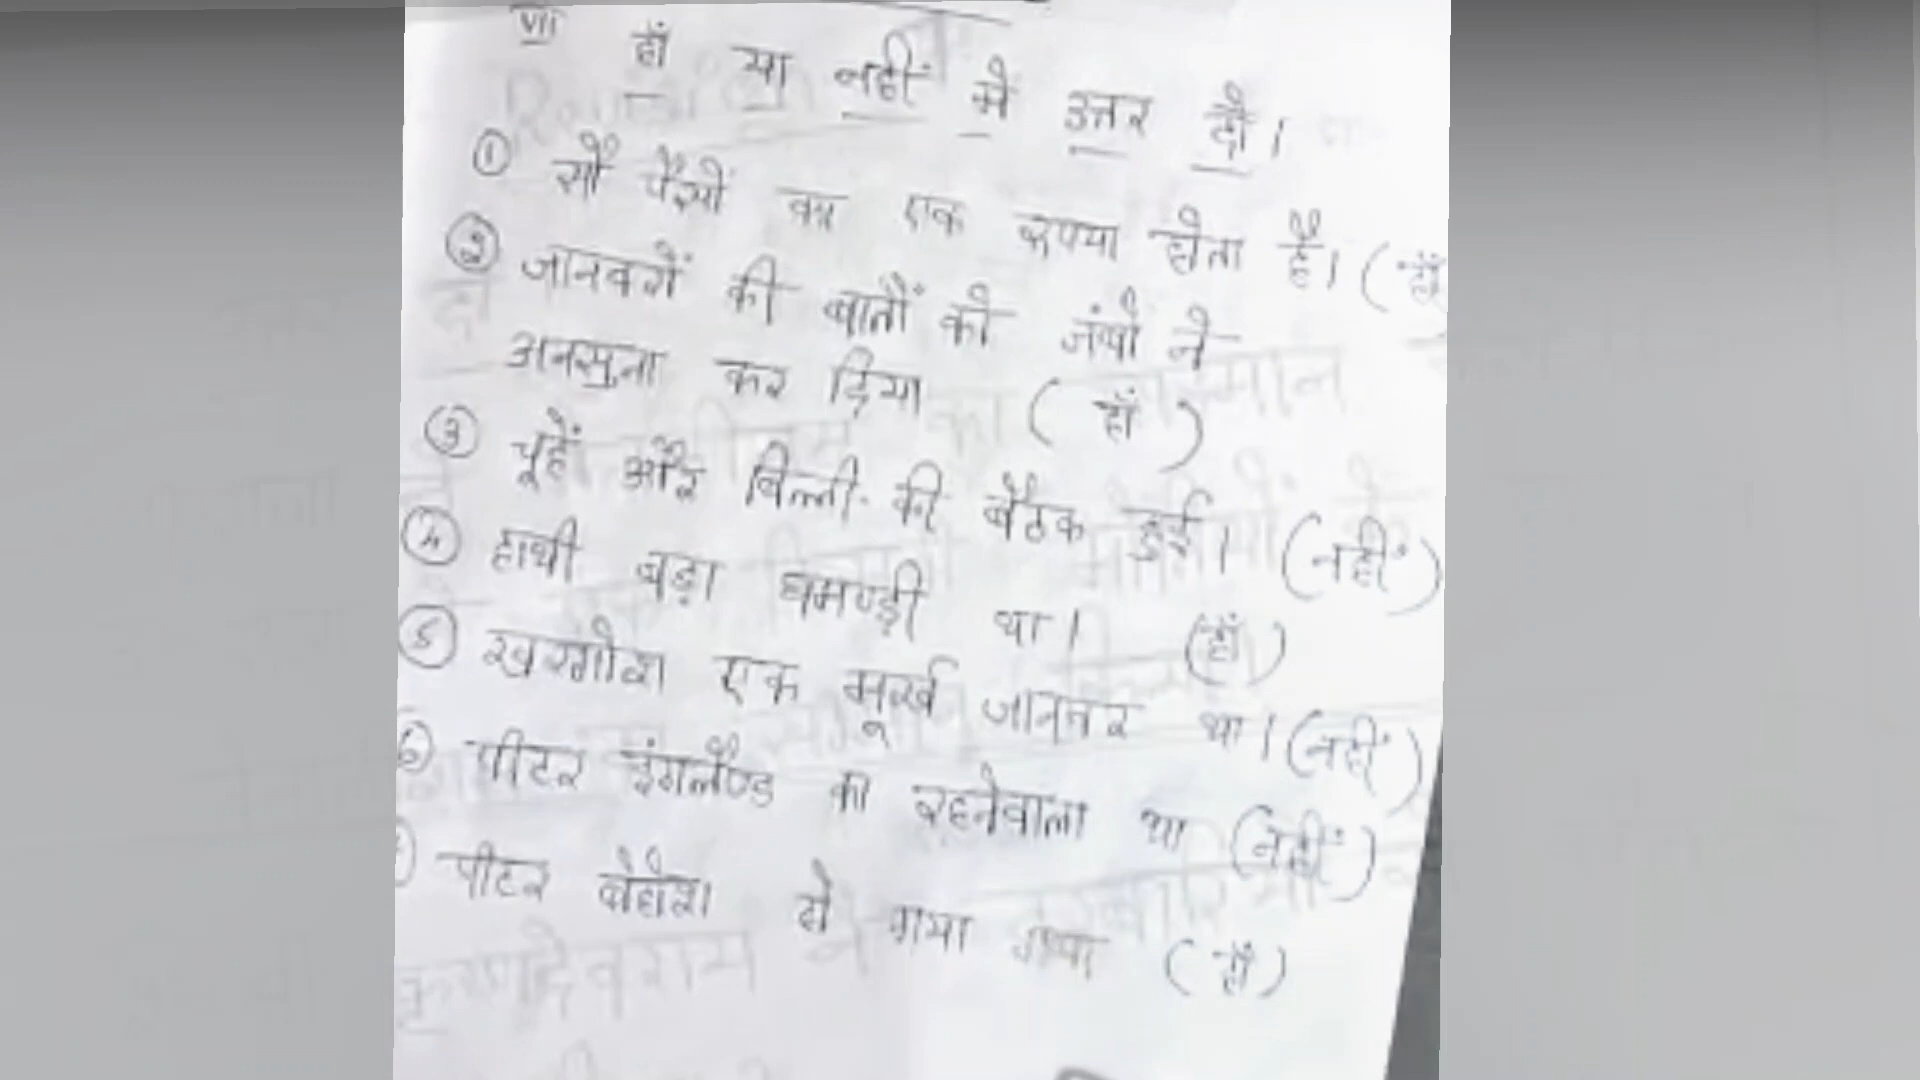 VII हाँ या नहीं में उत्तर दो।
① सौ पैसों का एक रुपया होता है। (हाँ
② जानवरों की बातों को जंबो ने
अनसुना कर दिया ( हाँ )
③ चूहें और बिल्ली की बैठक हुई। (नहीं)
④ हाथी बड़ा घमण्ड़ी था। (हाँ)
⑤ खरगोश एक मूर्ख जानवर था। (नहीं)
⑥ पीटर इंगलैण्ड का रहनेवाला था (नहीं)
पीटर बेहोश हो गया गया (हाँ)